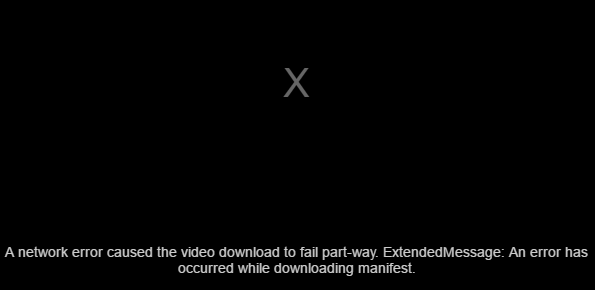 X
A network error caused the video download to fail part-way. ExtendedMessage: An error has
occurred while downloading manifest.